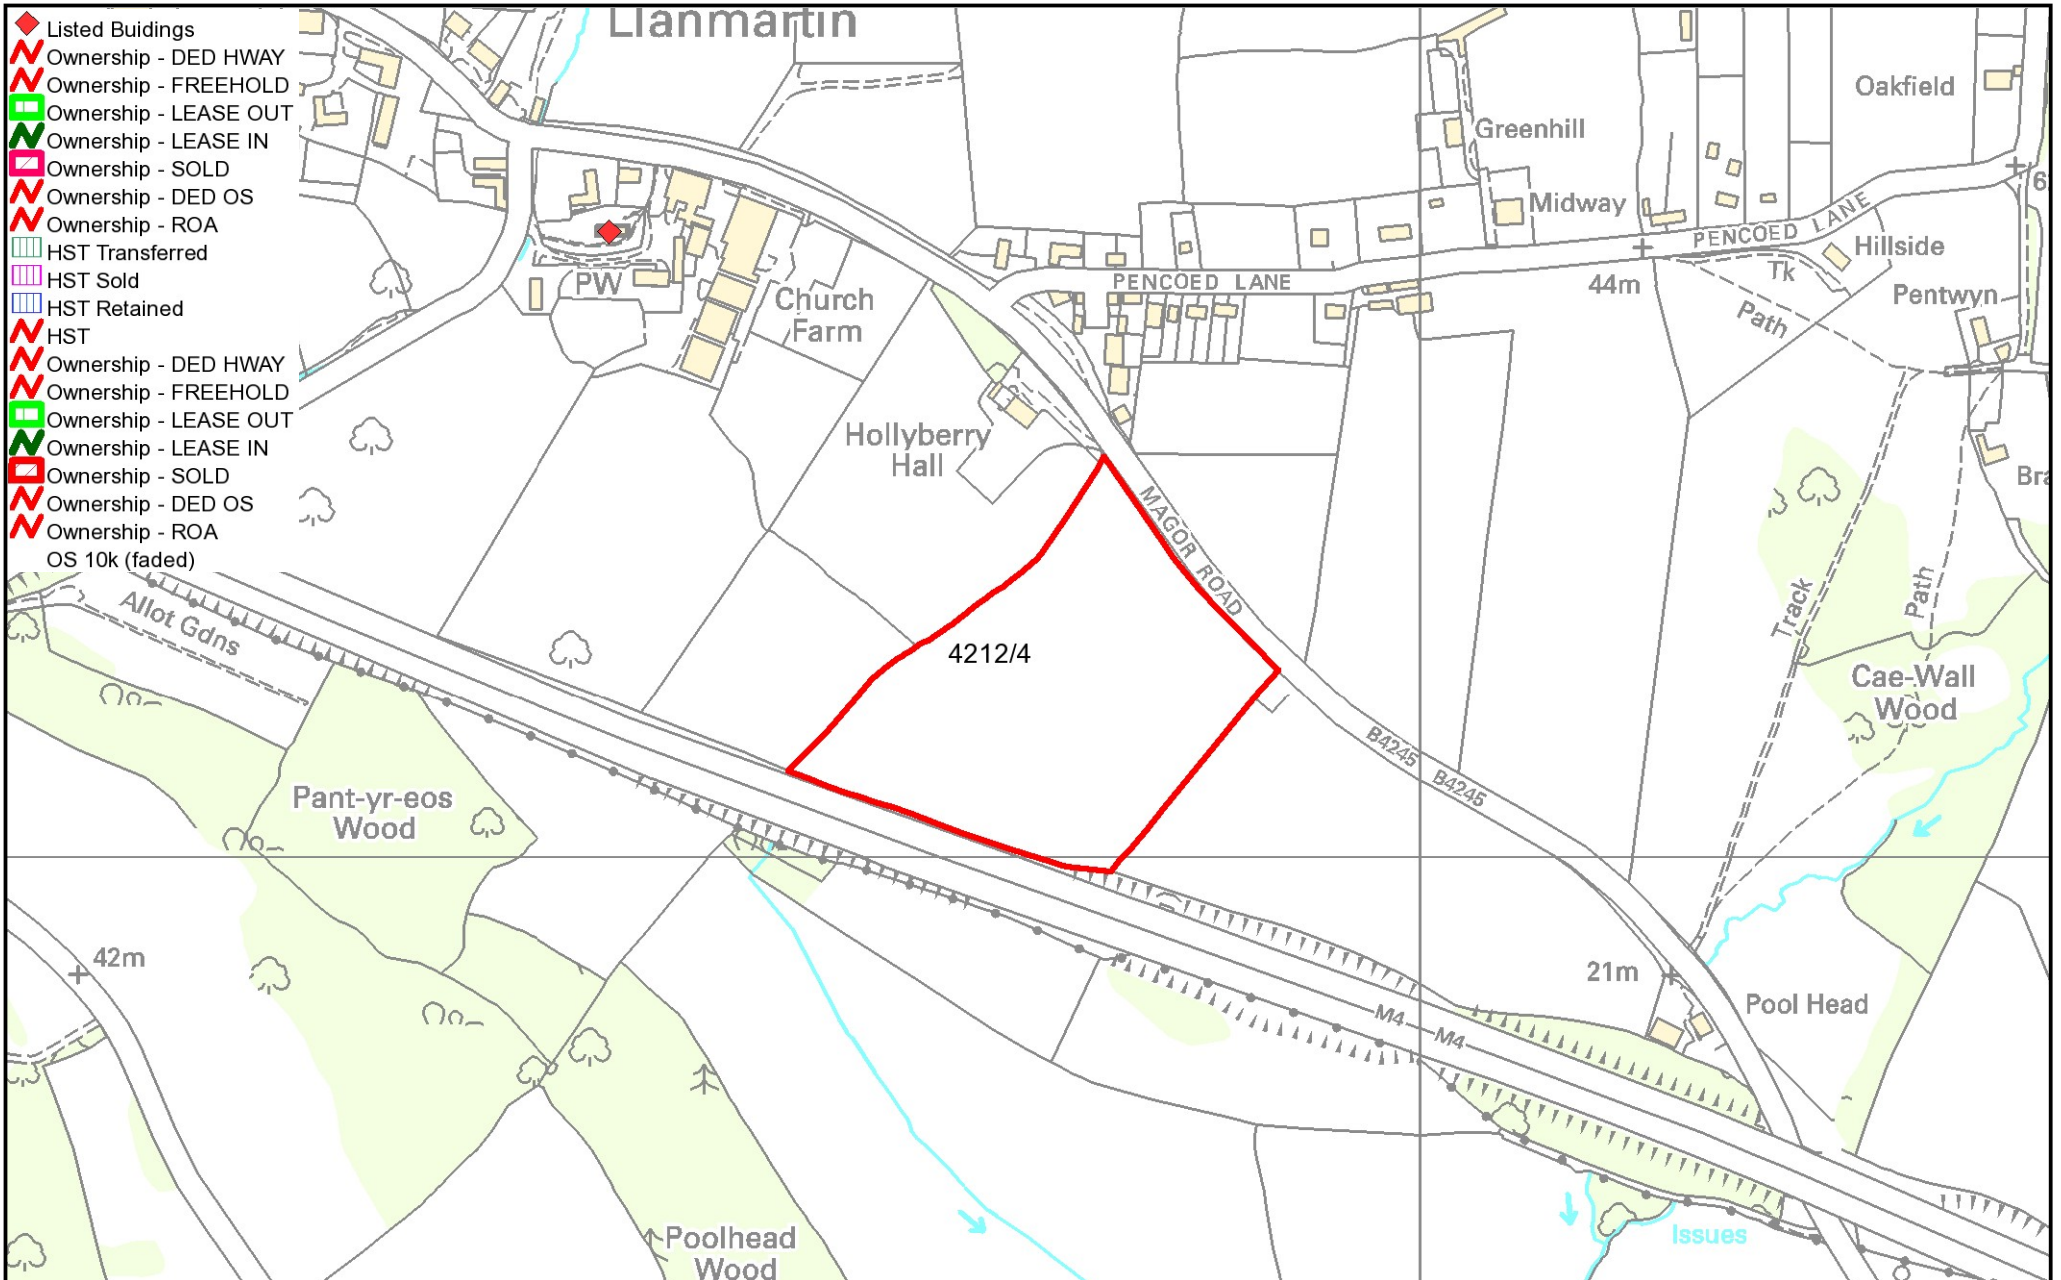 Listed Buidings
Ownership - DED HWAY
Ownership - FREEHOLD
Ownership - LEASE OUT
Ownership - LEASE IN
Ownership - SOLD
Ownership - DED OS
Ownership - ROA
HST Transferred
HST Sold
HST Retained
HST
Ownership - DED HWAY
Ownership - FREEHOLD
Ownership - LEASE OUT
Ownership - LEASE IN
Ownership - SOLD
Ownership - DED OS
Ownership - ROA
OS 10k (faded)
Llanmartin
Oakfield
Greenhill
Midway
PENCOED LANE
Hillside
PW
PENCOED LANE
44m
Tk
Pentwyn
Church
Farm
Path
Hollyberry
Hall
MAGOR ROAD
Allot Gdns
Track
Path
4212/4
Cae-Wall
Wood
B4245
B4245
Pant-yr-eos
Wood
42m
21m
Pool Head
M4
M4
Poolhead
Wood
Issues